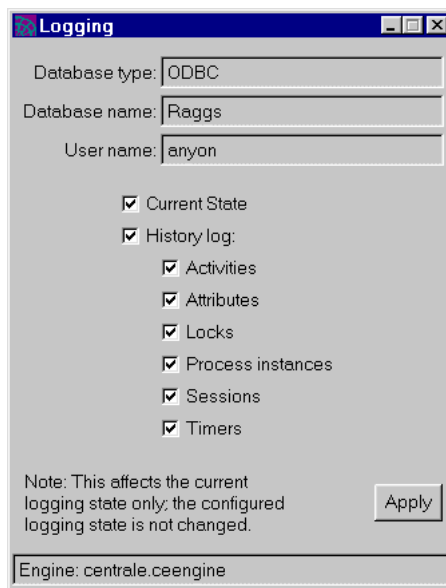 Logging
Database type: ODBC
Database name: Raggs
User name: anyon
Current State
History log:
Activities
Attributes
Locks
Process instances
Sessions
Timers
Note: This affects the current
logging state only; the configured
logging state is not changed.
Apply
Engine: centrale.ceengine